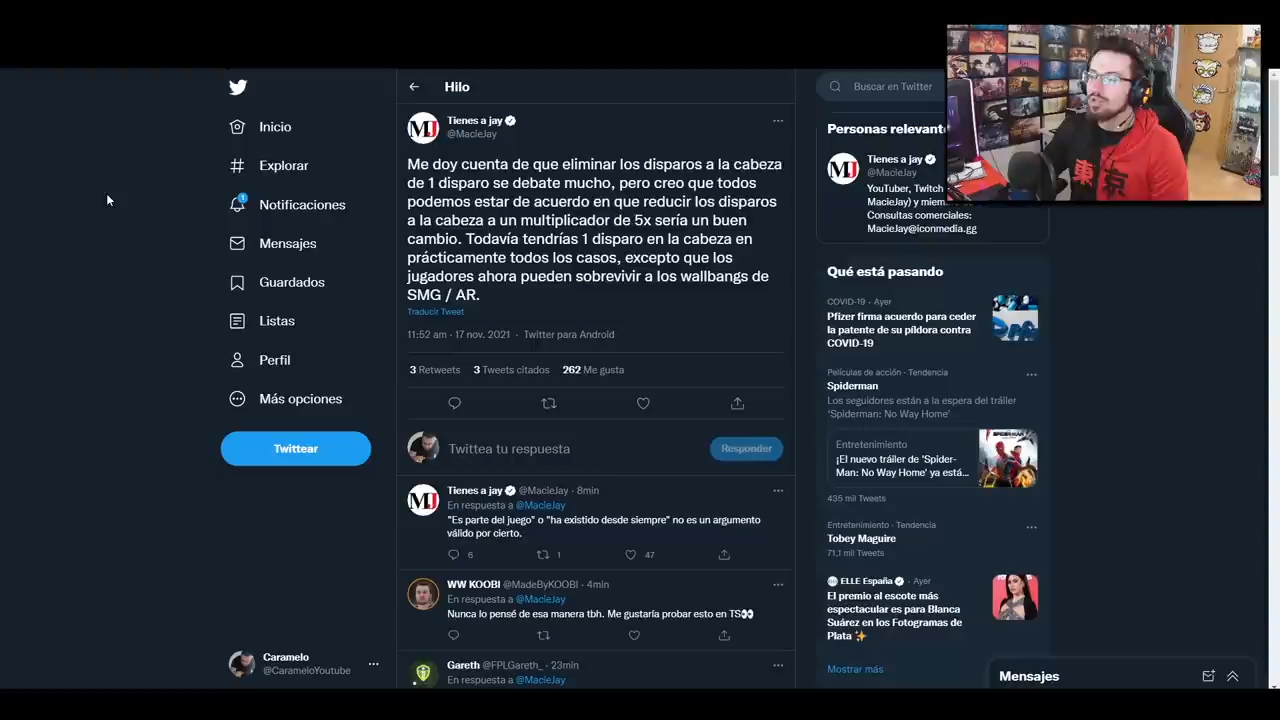 Inicio
Explorar
1
Notificaciones
Mensajes
Guardados
Listas
Perfil
Más opciones
Twittear
Caramelo
@CarameloYoutube
Hilo
MJ
Tienes a jay
@MacieJay
Me doy cuenta de que eliminar los disparos a la cabeza
de 1 disparo se debate mucho, pero creo que todos
podemos estar de acuerdo en que reducir los disparos
a la cabeza a un multiplicador de 5x sería un buen
cambio. Todavía tendrías 1 disparo en la cabeza en
prácticamente todos los casos, excepto que los
jugadores ahora pueden sobrevivir a los wallbangs de
SMG / AR.
Traducir Tweet
11:52 am · 17 nov. 2021 · Twitter para Android
3 Retweets 3 Tweets citados 262 Me gusta
Twittea tu respuesta
Responder
MJ
Tienes a jay @MacieJay · 8min
En respuesta a @MacieJay
"Es parte del juego" o "ha existido desde siempre" no es un argumento
válido por cierto.
6 1 47
WW KOOBI @MadeByKOOBI · 4min
En respuesta a @MacieJay
Nunca lo pensé de esa manera tbh. Me gustaría probar esto en TS👀
Gareth @FPLGareth_ · 23min
En respuesta a @MacieJay
Buscar en Twitter
Personas relevant
MJ
Tienes a jay
@MacieJay
YouTuber, Twitch
MacieJay) y miem
Consultas comerciales:
MacieJay@iconmedia.gg
Qué está pasando
COVID-19 · Ayer
Pfizer firma acuerdo para ceder
la patente de su píldora contra
COVID-19
Películas de acción · Tendencia
Spiderman
Los seguidores están a la espera del tráiler
'Spiderman: No Way Home'
Entretenimiento
¡El nuevo tráiler de 'Spider-
Man: No Way Home' ya está...
435 mil Tweets
Entretenimiento · Tendencia
Tobey Maguire
71,1 mil Tweets
ELLE España · Ayer
El premio al escote más
espectacular es para Blanca
Suárez en los Fotogramas de
Plata ✨
Mostrar más
Mensajes
東京